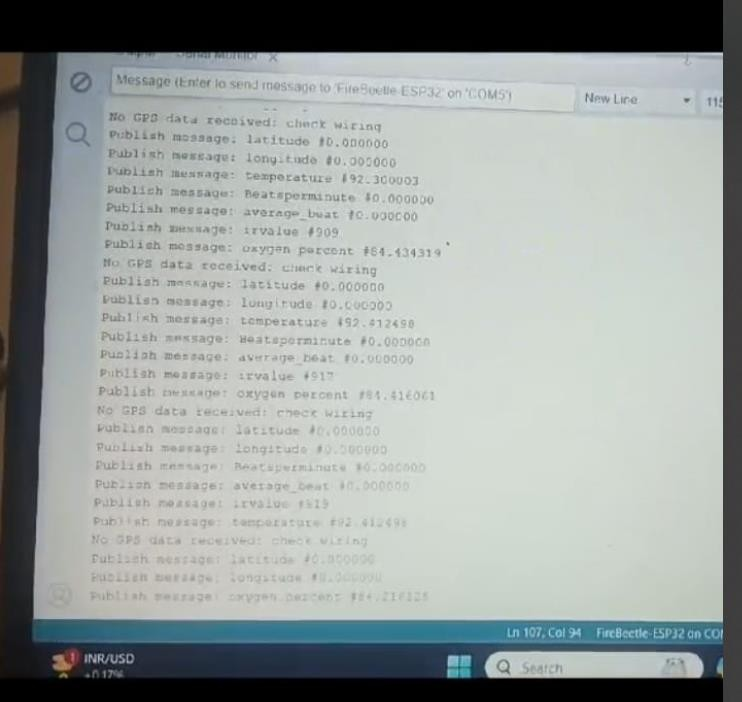 Serial Monitor X
Message (Enter to send message to 'FireBeetle-ESP32' on 'COM5')
New Line
115
No GPS data received: check wiring
Publish message: latitude #0.000000
Publish message: longitude #0.000000
Publish message: temperature #92.300003
Publish message: Beatsperminute #0.000000
Publish message: average_beat #0.000000
Publish message: irvalue #909
Publish message: oxygen percent #84.434319
No GPS data received: check wiring
Publish message: latitude #0.000000
Publish message: longitude #0.000000
Publish message: temperature #92.412498
Publish message: Beatsperminute #0.000000
Publish message: average_beat #0.000000
Publish message: irvalue #917
Publish message: oxygen percent #84.416061
No GPS data received: check wiring
Publish message: latitude #0.000000
Publish message: longitude #0.000000
Publish message: Beatsperminute #0.000000
Publish message: average_beat #0.000000
Publish message: irvalue #919
Publish message: temperature #92.412498
No GPS data received: check wiring
Publish message: latitude #0.000000
Publish message: longitude #0.000000
Publish message: oxygen percent
Ln 107, Col 94 FireBeetle-ESP32 on CO
1
INR/USD
+0.17%
Search